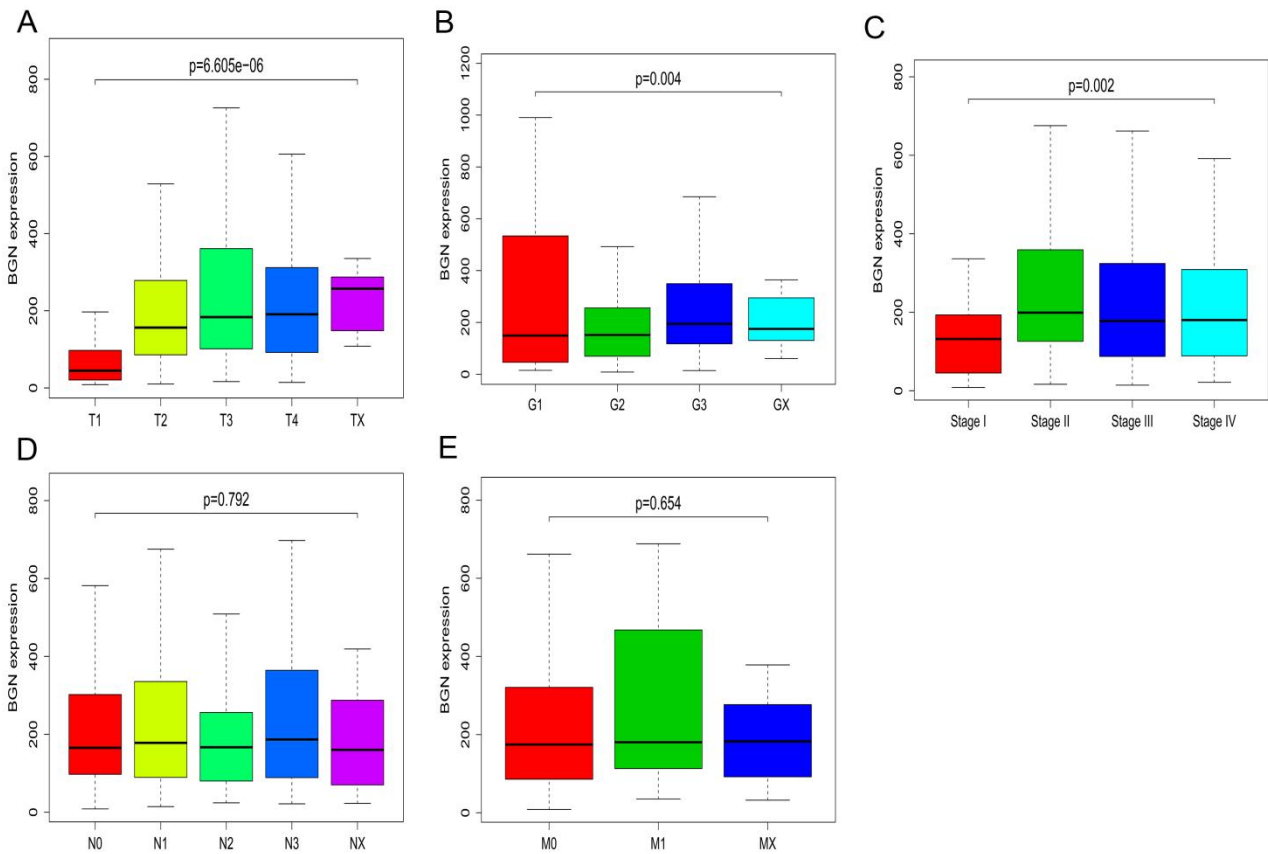 A
BGN expression
0 200 400 600 800
p=6.605e−06
T1 T2 T3 T4 TX
B
BGN expression
0 200 400 600 800 1000 1200
p=0.004
G1 G2 G3 GX
C
BGN expression
0 200 400 600 800
p=0.002
Stage I Stage II Stage III Stage IV
D
BGN expression
0 200 400 600 800
p=0.792
N0 N1 N2 N3 NX
E
BGN expression
0 200 400 600 800
p=0.654
M0 M1 MX